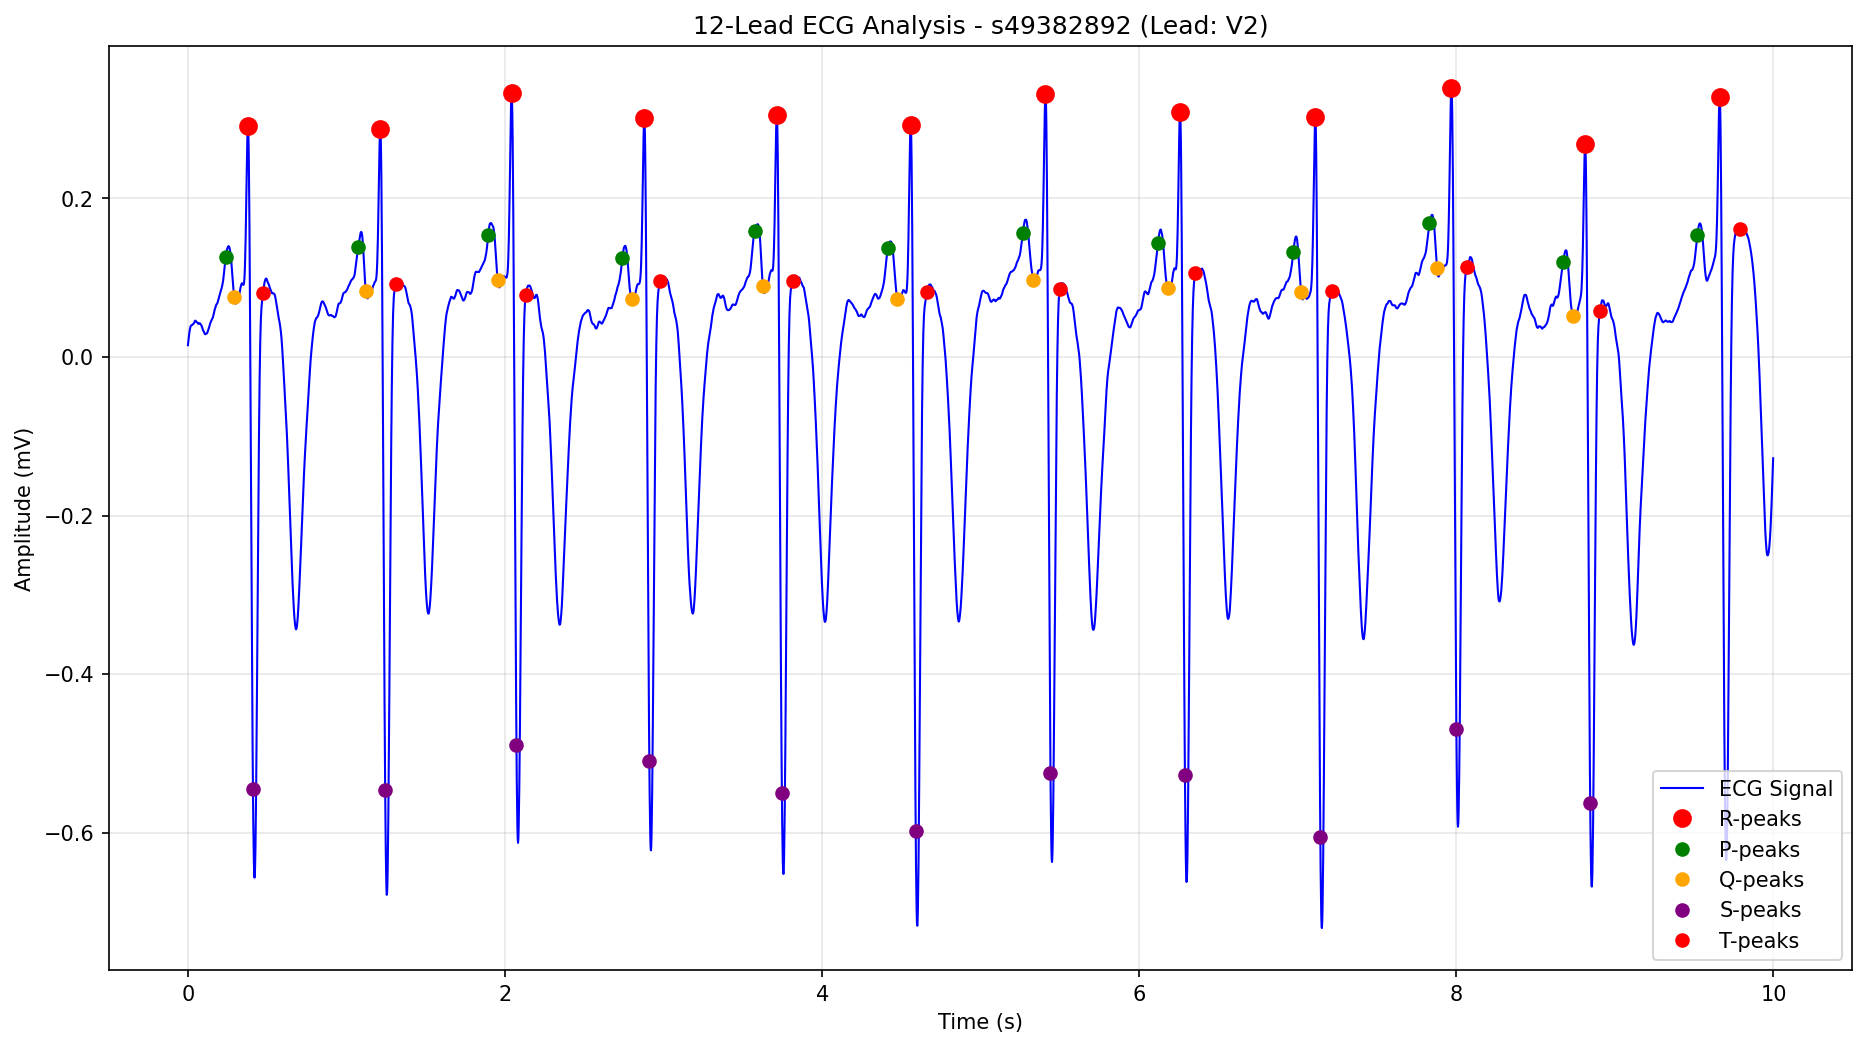 12-Lead ECG Analysis - s49382892 (Lead: V2)
Amplitude (mV)
0.2
0.0
−0.2
−0.4
−0.6
ECG Signal
R-peaks
P-peaks
Q-peaks
S-peaks
T-peaks
0 2 4 6 8 10
Time (s)